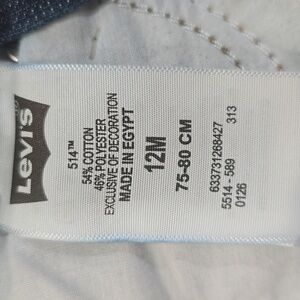 Levi's
514™
54% COTTON
46% POLYESTER
EXCLUSIVE OF DECORATION
MADE IN EGYPT
12M
75-80 CM
633731268427
5514 - 589 313
0126